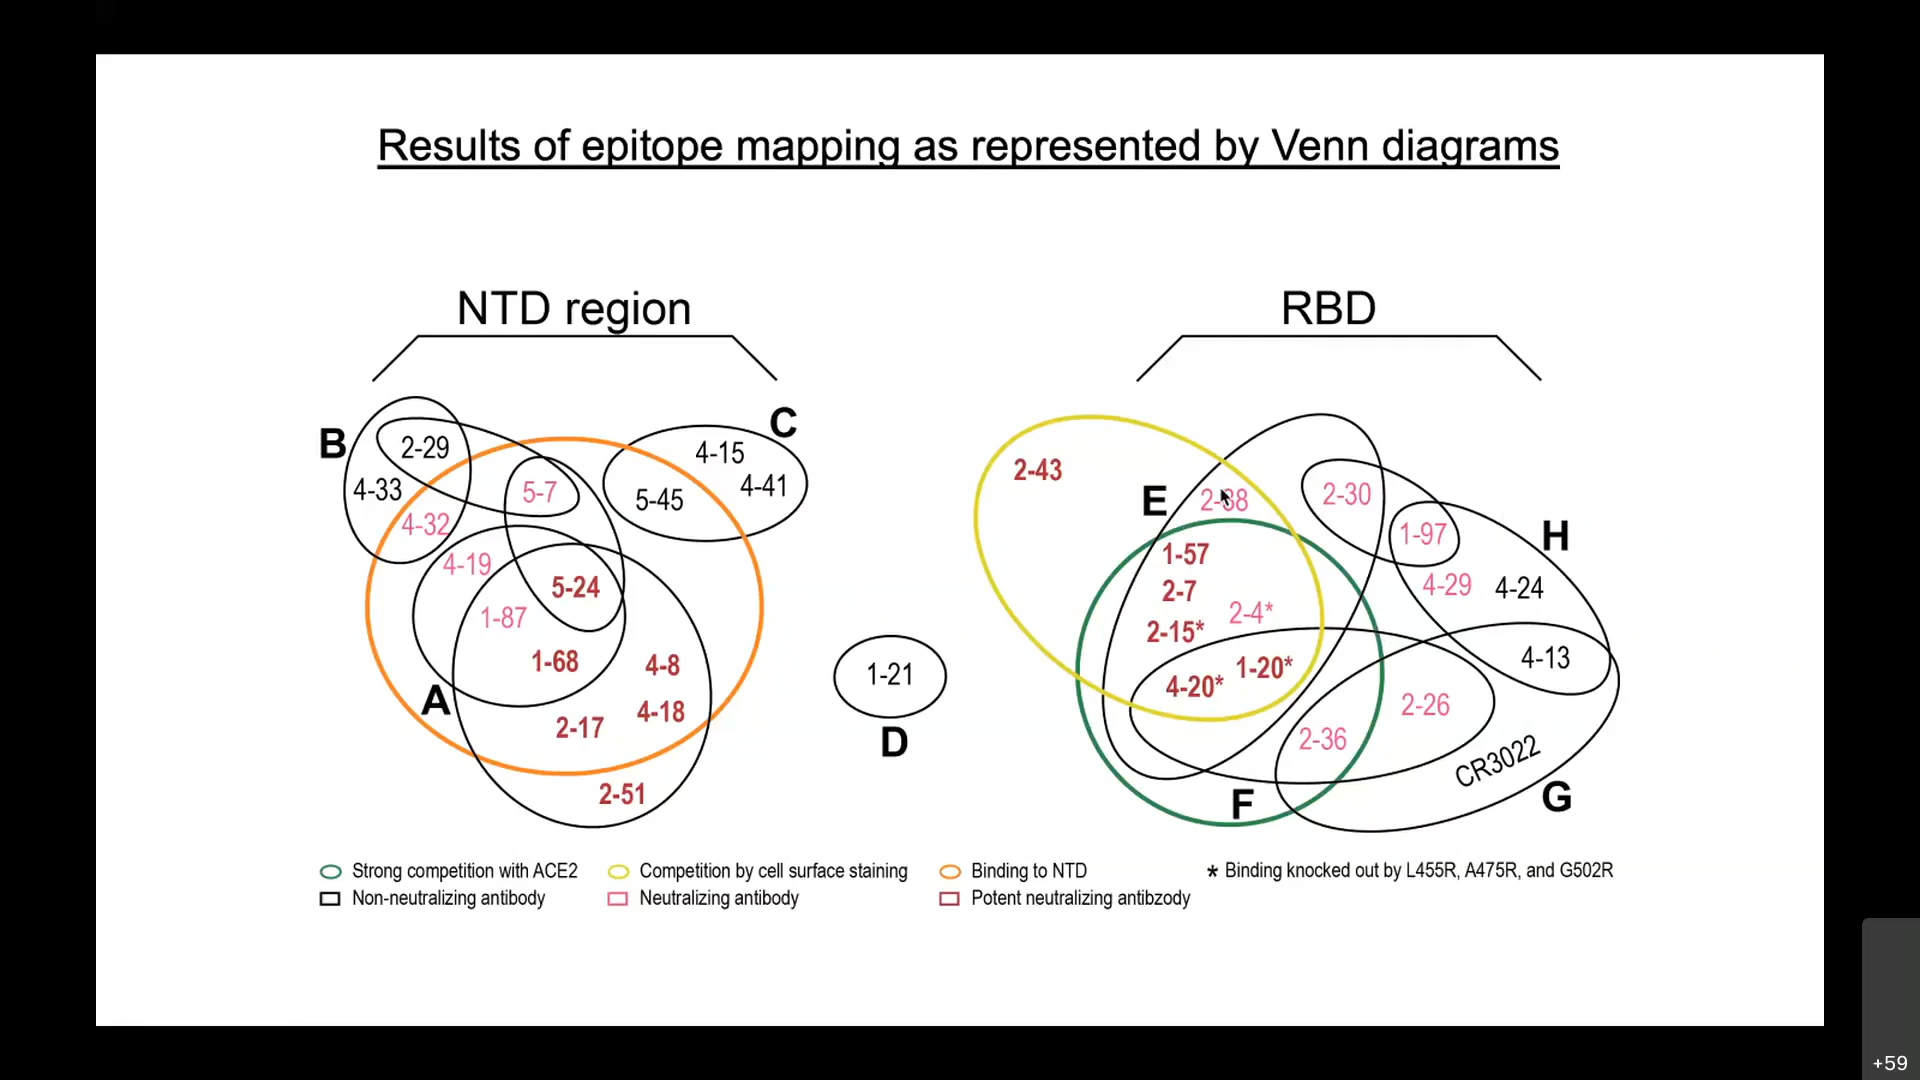 Results of epitope mapping as represented by Venn diagrams
NTD region
RBD
B
2-29
4-33
4-32
5-7
C
4-15
4-41
5-45
4-19
5-24
1-87
1-68
4-8
A
2-17
4-18
2-51
1-21
D
2-43
E
2-38
2-30
1-97
H
1-57
2-7
2-15*
2-4*
4-29
4-24
4-20*
1-20*
4-13
2-26
2-36
CR3022
F
G
Strong competition with ACE2
Competition by cell surface staining
Binding to NTD
* Binding knocked out by L455R, A475R, and G502R
Non-neutralizing antibody
Neutralizing antibody
Potent neutralizing antibzody
+59